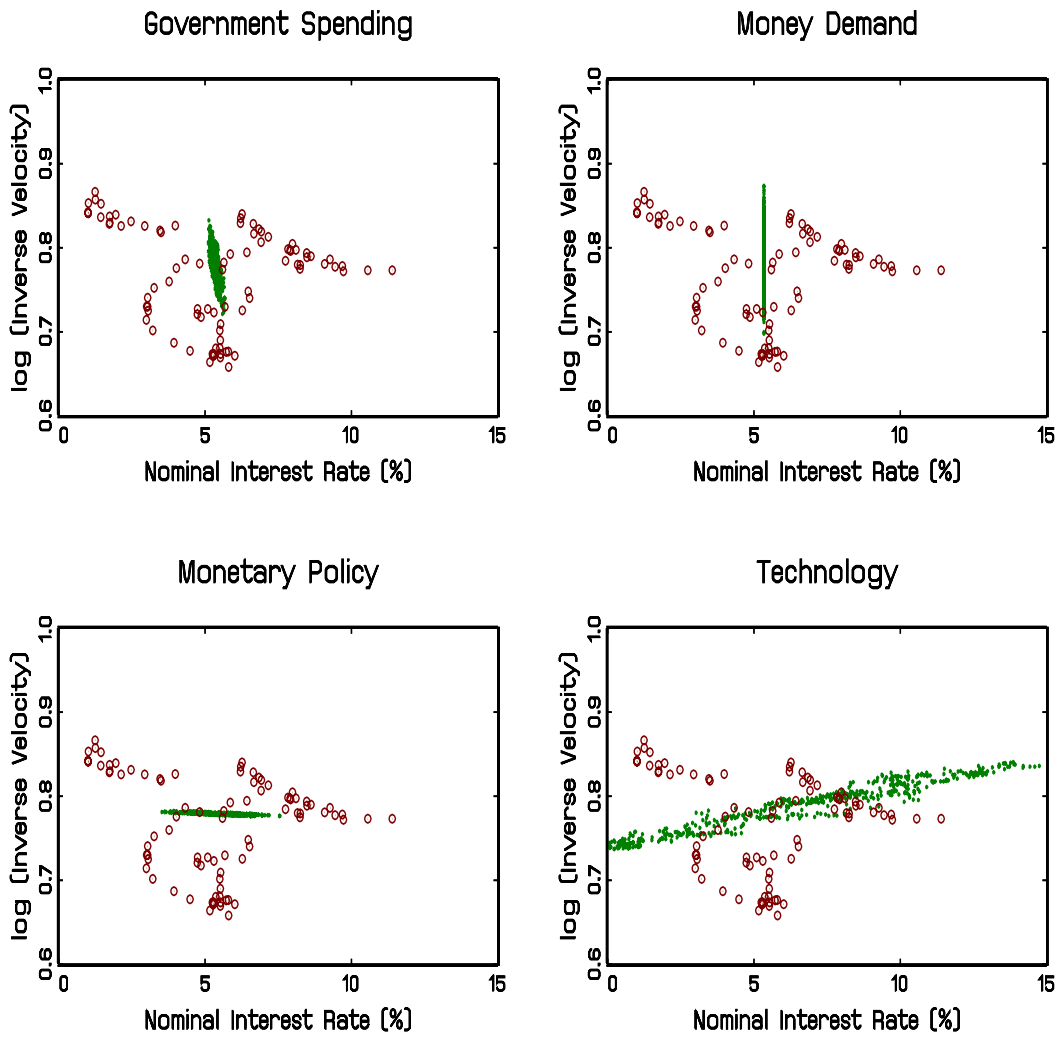 Government Spending
log (Inverse Velocity)
1.0
0.9
0.8
0.7
0.6
0 5 10 15
Nominal Interest Rate (%)
Money Demand
log (Inverse Velocity)
1.0
0.9
0.8
0.7
0.6
0 5 10 15
Nominal Interest Rate (%)
Monetary Policy
log (Inverse Velocity)
1.0
0.9
0.8
0.7
0.6
0 5 10 15
Nominal Interest Rate (%)
Technology
log (Inverse Velocity)
1.0
0.9
0.8
0.7
0.6
0 5 10 15
Nominal Interest Rate (%)